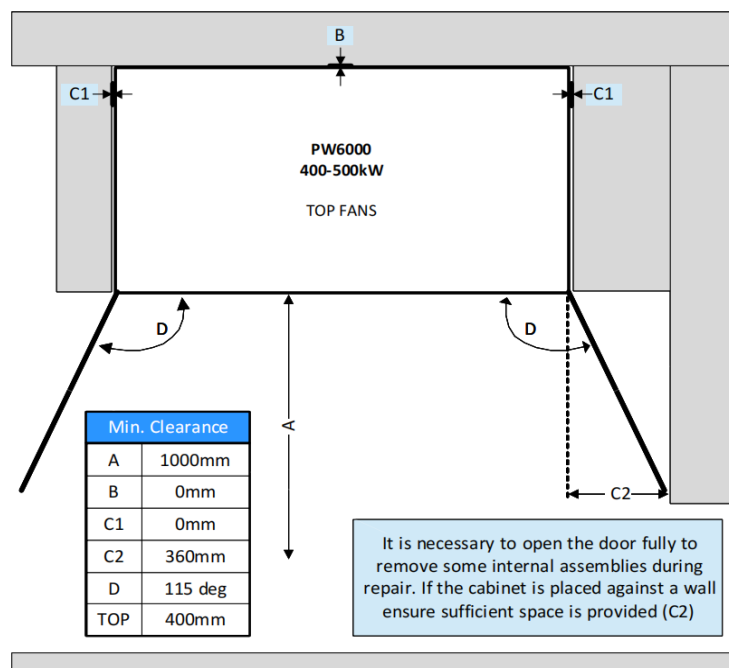 B
C1
C1
PW6000
400-500kW
TOP FANS
D
D
A
Min. Clearance
A 1000mm
B 0mm
C1 0mm
C2 360mm
D 115 deg
TOP 400mm
C2
It is necessary to open the door fully to
remove some internal assemblies during
repair. If the cabinet is placed against a wall
ensure sufficient space is provided (C2)